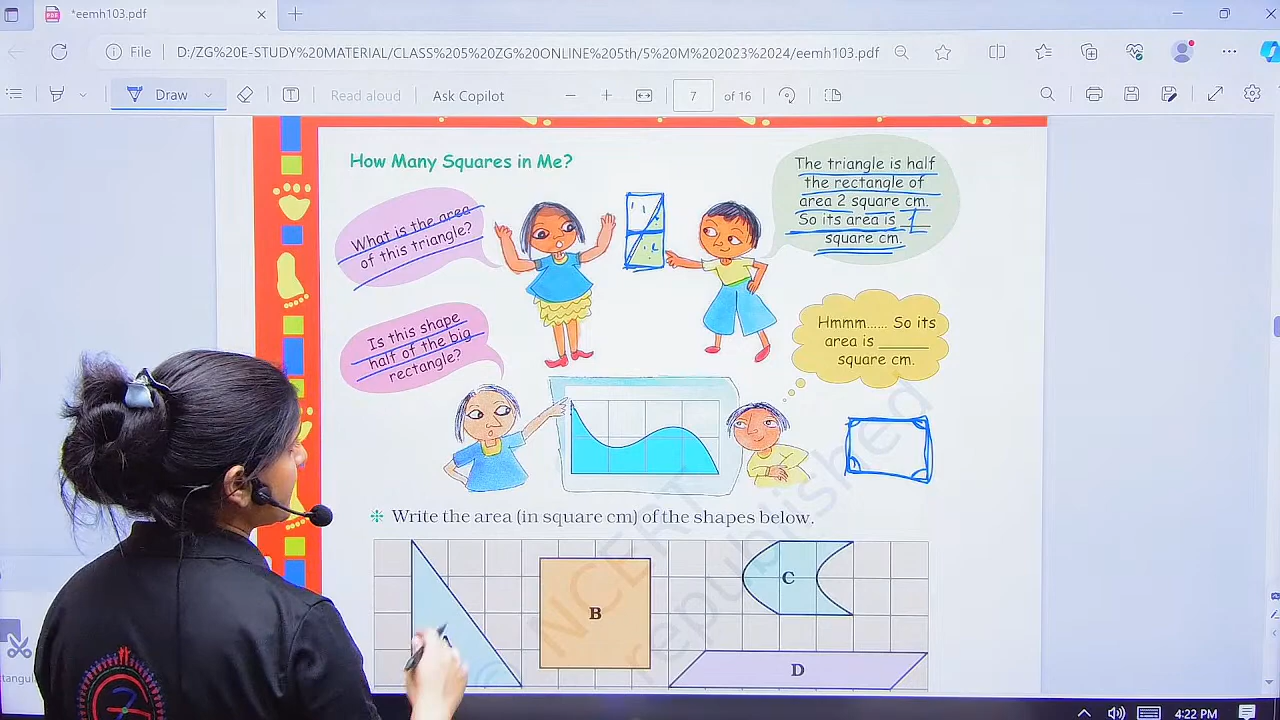 *eemh103.pdf
File
D:/ZG%20E-STUDY%20MATERIAL/CLASS%205%20ZG%20ONLINE%205th/5%20M%202023%2024/eemh103.pdf
Draw
Read aloud
Ask Copilot
7
of 16
How Many Squares in Me?
What is the area
of this triangle?
The triangle is half
the rectangle of
area 2 square cm.
So its area is 1
square cm.
Is this shape
half of the big
rectangle?
Hmmm...... So its
area is ______
square cm.
Write the area (in square cm) of the shapes below.
B
C
D
4:22 PM